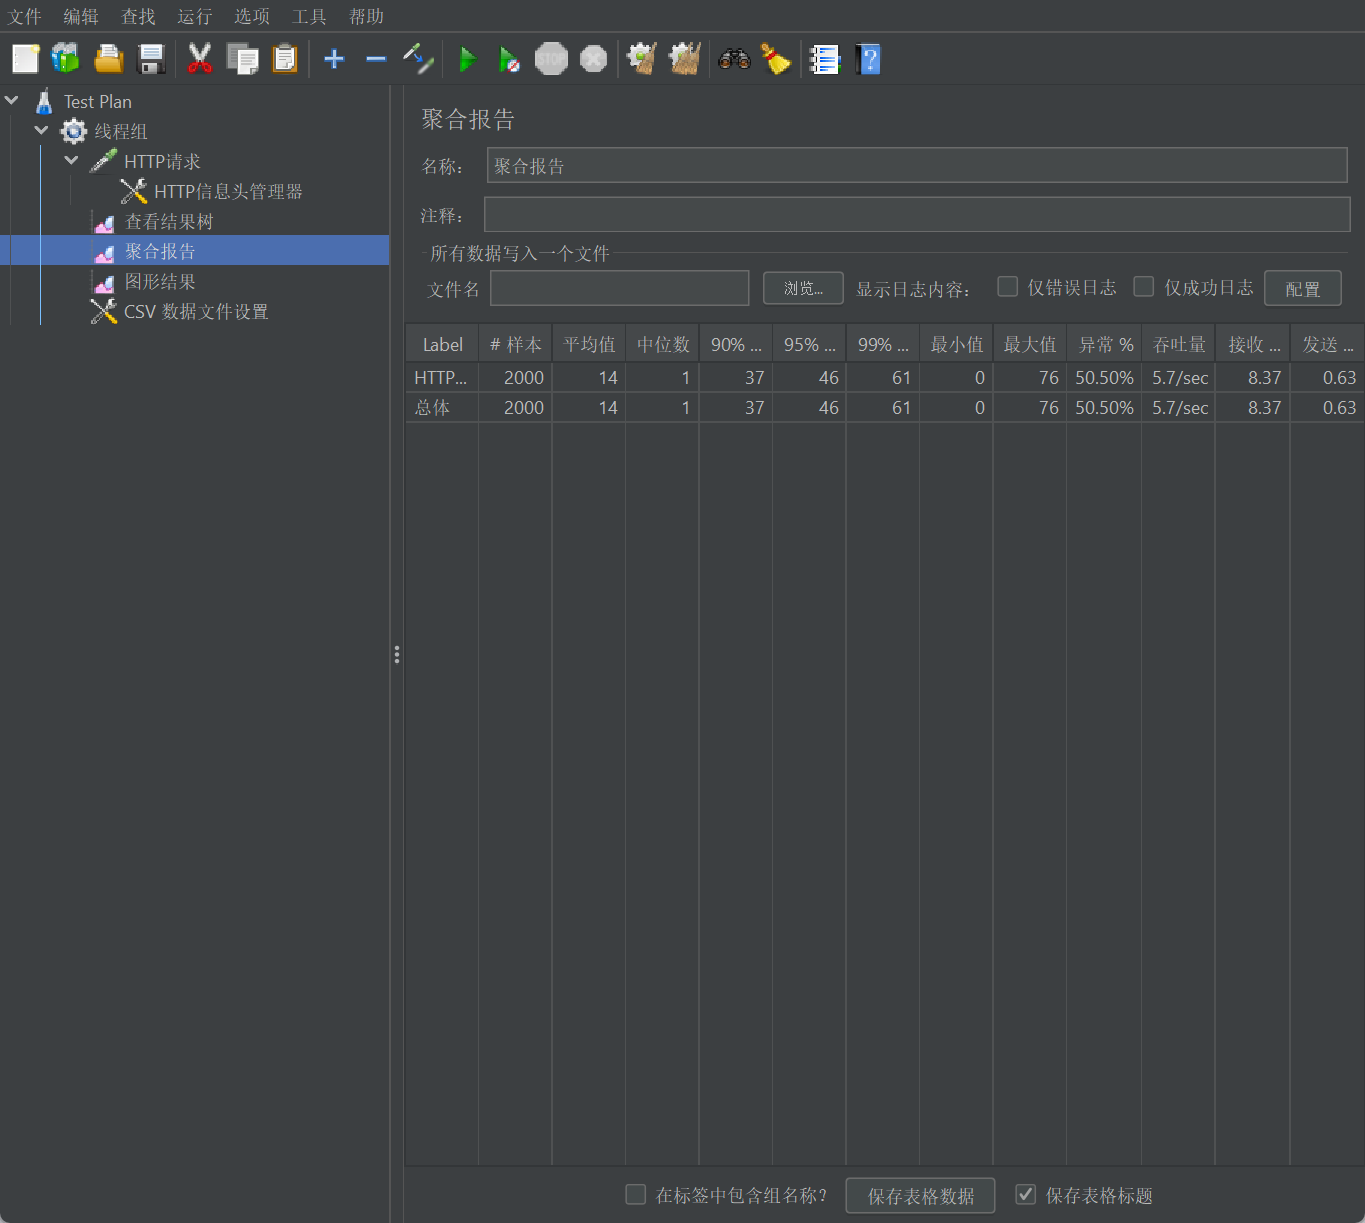 文件 编辑 查找 运行 选项 工具 帮助
STOP
Test Plan
线程组
HTTP请求
HTTP信息头管理器
查看结果树
聚合报告
图形结果
CSV 数据文件设置
聚合报告
名称： 聚合报告
注释：
所有数据写入一个文件
文件名 浏览... 显示日志内容： 仅错误日志 仅成功日志 配置
Label # 样本 平均值 中位数 90% ... 95% ... 99% ... 最小值 最大值 异常 % 吞吐量 接收 ... 发送 ...
HTTP... 2000 14 1 37 46 61 0 76 50.50% 5.7/sec 8.37 0.63
总体 2000 14 1 37 46 61 0 76 50.50% 5.7/sec 8.37 0.63
在标签中包含组名称？ 保存表格数据 保存表格标题